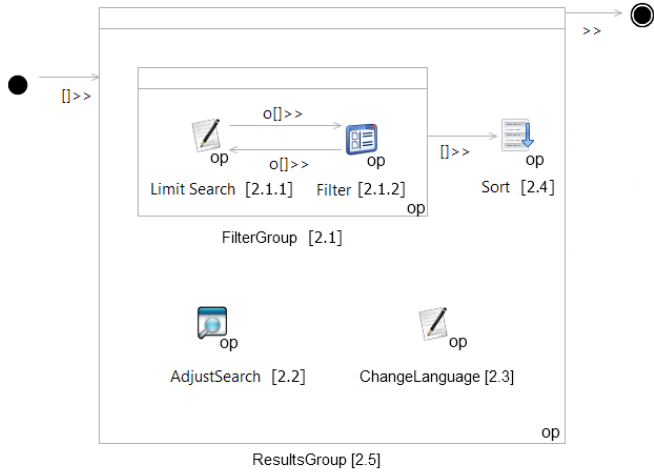 >>
[]>>
o[]>>
op
op
o[]>>
[]>>
op
Limit Search [2.1.1]
Filter [2.1.2]
Sort [2.4]
op
FilterGroup [2.1]
op
op
AdjustSearch [2.2]
ChangeLanguage [2.3]
op
ResultsGroup [2.5]